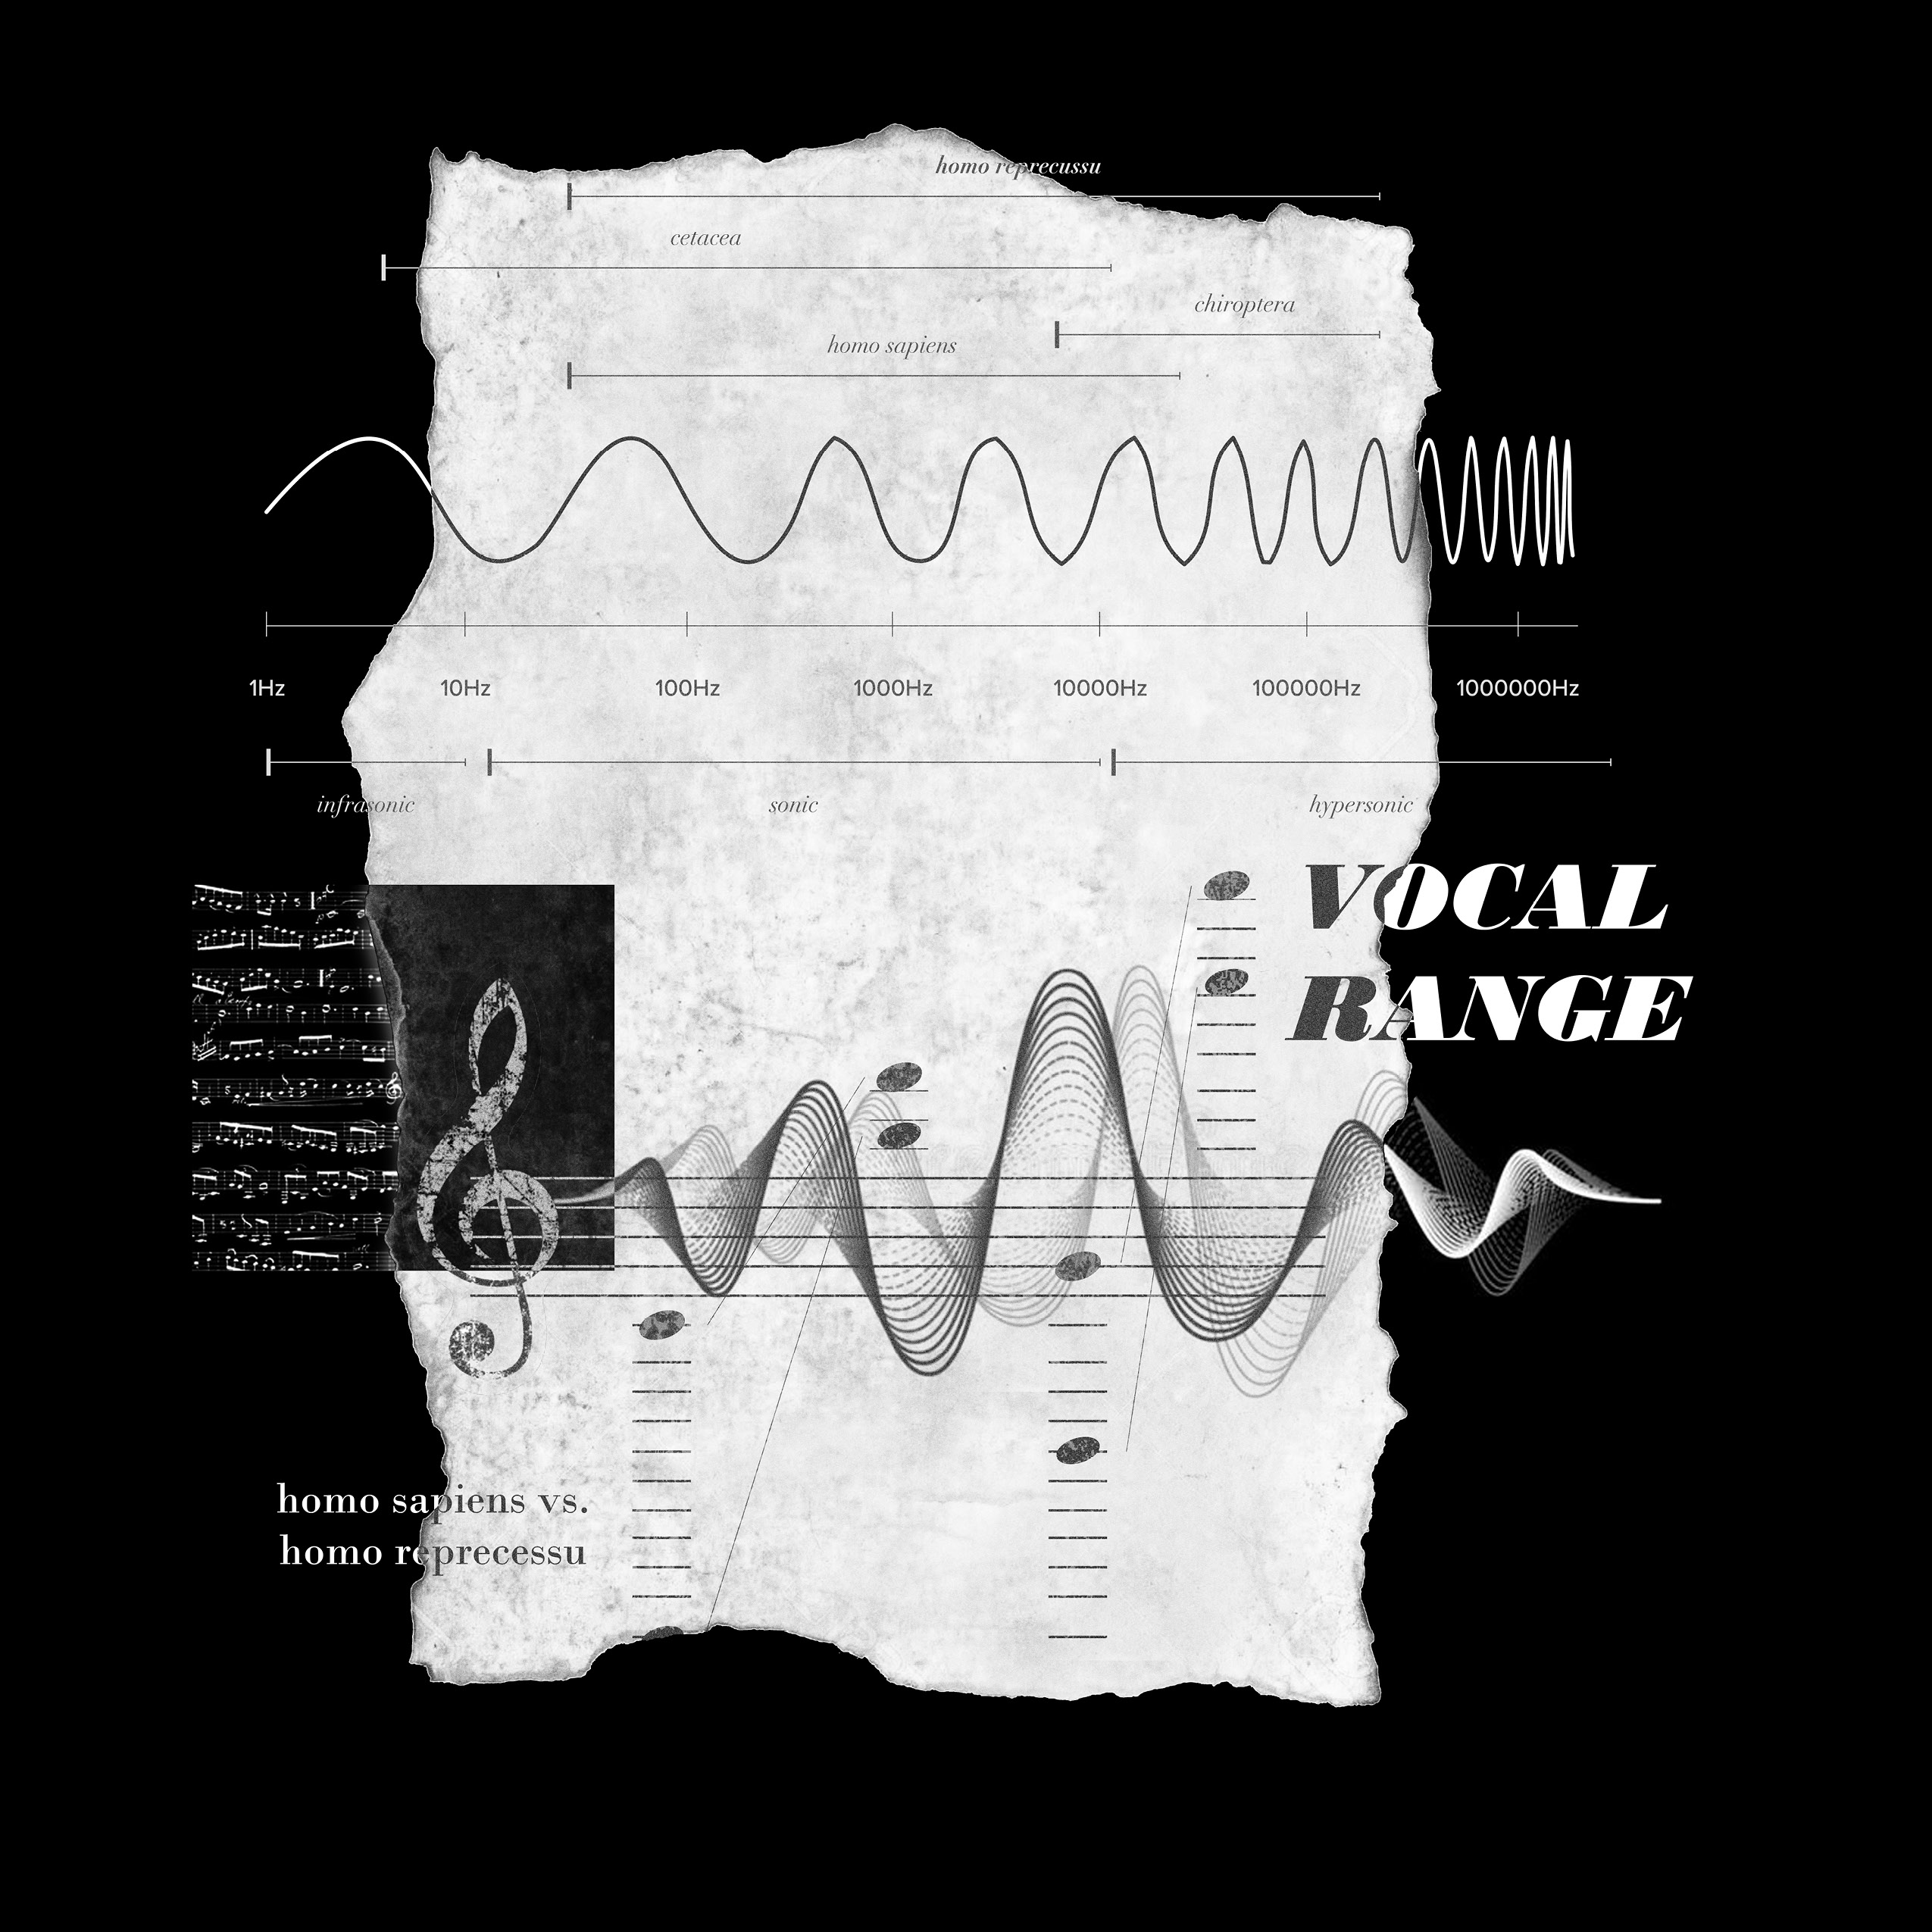 homo reprecussu
cetacea
chiroptera
homo sapiens
1Hz 10Hz 100Hz 1000Hz 10000Hz 100000Hz 1000000Hz
infrasonic sonic hypersonic
VOCAL
RANGE
homo sapiens vs.
homo reprecessu